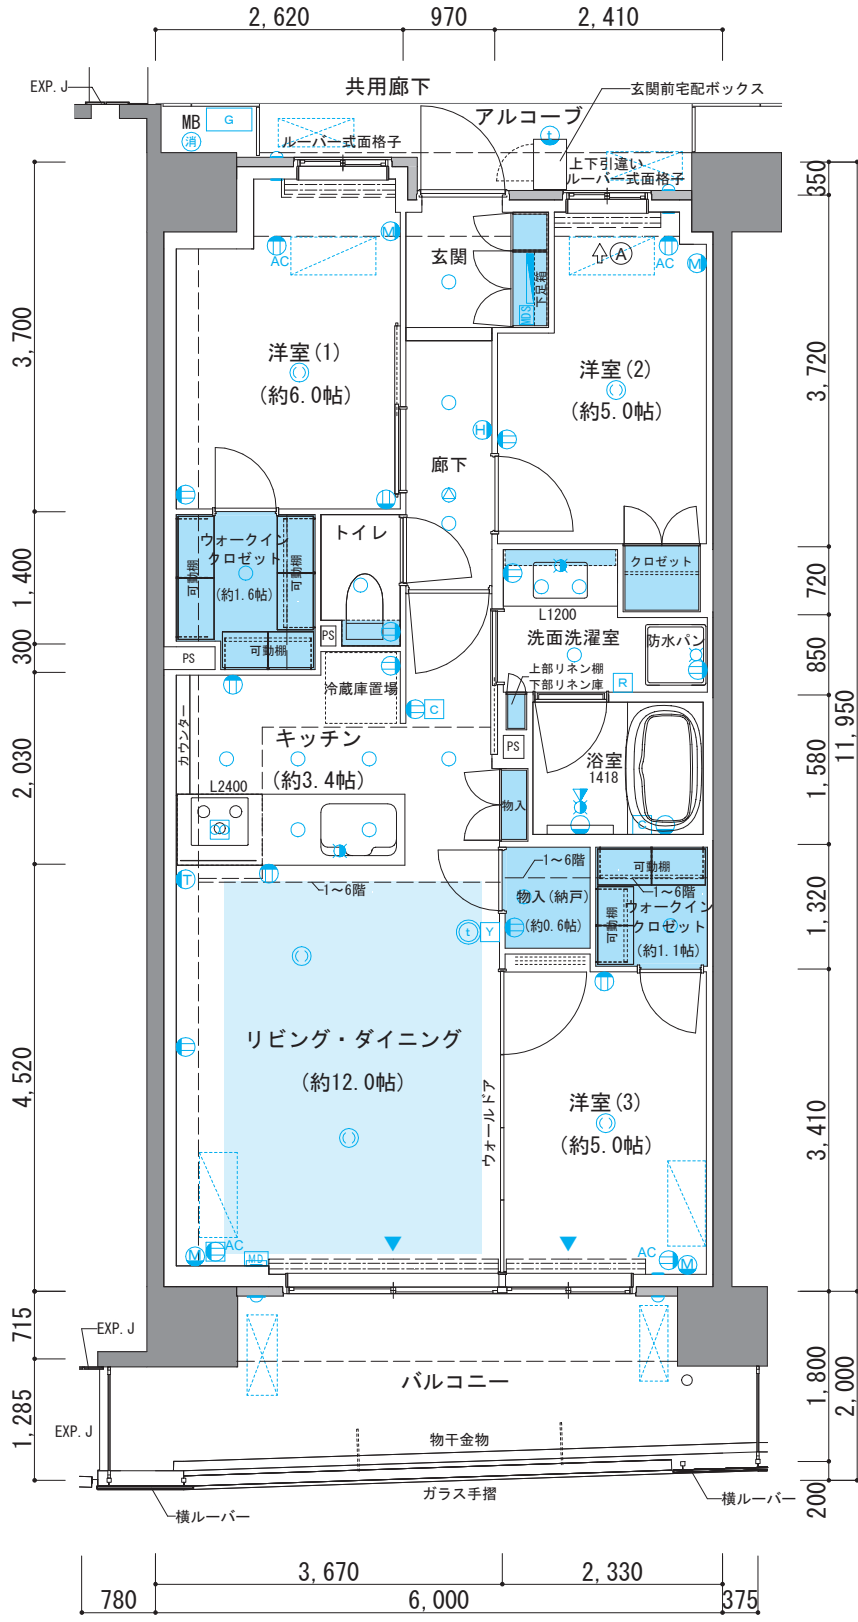 2,620
970
2,410
EXP.J
共用廊下
玄関前宅配ボックス
MB
G
消
アルコーブ
t
ルーバー式面格子
上下引違い
ルーバー式面格子
350
玄関
M
AC
下足箱
MDS
A
AC
M
3,700
洋室(1)
(約6.0帖)
洋室(2)
(約5.0帖)
3,720
H
廊下
トイレ
ウォークイン
クロゼット
(約1.6帖)
可動棚
可動棚
可動棚
1,400
クロゼット
720
L1200
洗面洗濯室
防水パン
300
PS
PS
850
上部リネン棚
下部リネン庫
R
冷蔵庫置場
C
カウンター
キッチン
(約3.4帖)
PS
浴室
1418
2,030
L2400
物入
1,580
11,950
T
1～6階
1～6階
可動棚
1～6階
物入(納戸)
(約0.6帖)
可動棚
ウォークイン
クロゼット
(約1.1帖)
1,320
t
Y
リビング・ダイニング
(約12.0帖)
4,520
ウォールドア
洋室(3)
(約5.0帖)
3,410
M
AC
MD
AC
M
715
EXP.J
バルコニー
1,800
2,000
1,285
EXP.J
物干金物
ガラス手摺
横ルーバー
横ルーバー
200
3,670
2,330
780
6,000
375